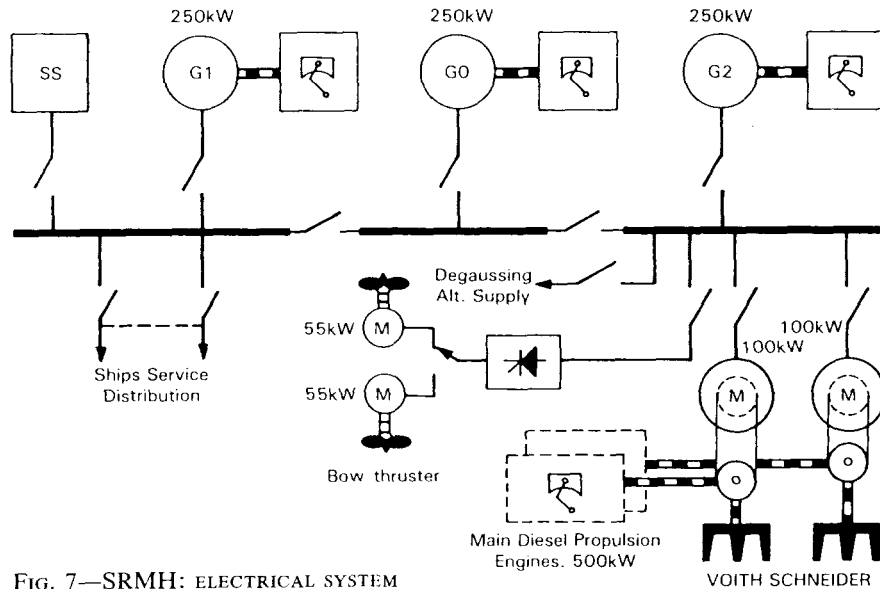 250kW
250kW
250kW
SS
G1
G0
G2
Degaussing
Alt. Supply
55kW
M
100kW
100kW
Ships Service
Distribution
55kW
M
M
M
Bow thruster
Main Diesel Propulsion
Engines. 500kW
VOITH SCHNEIDER
FIG. 7—SRMH: ELECTRICAL SYSTEM